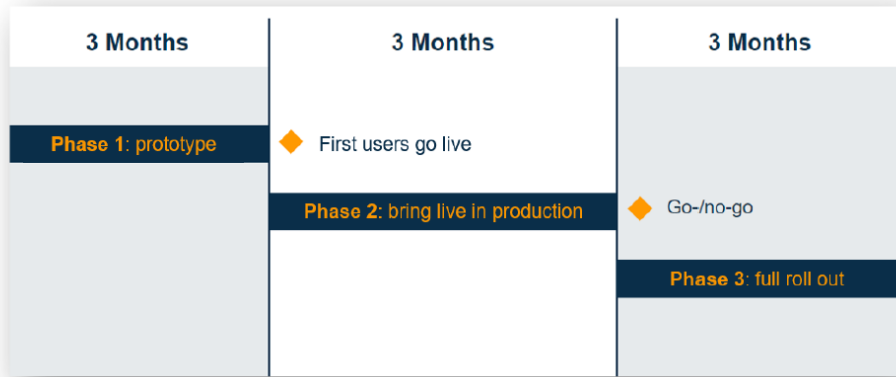 3 Months
3 Months
3 Months
Phase 1: prototype
First users go live
Phase 2: bring live in production
Go-/no-go
Phase 3: full roll out